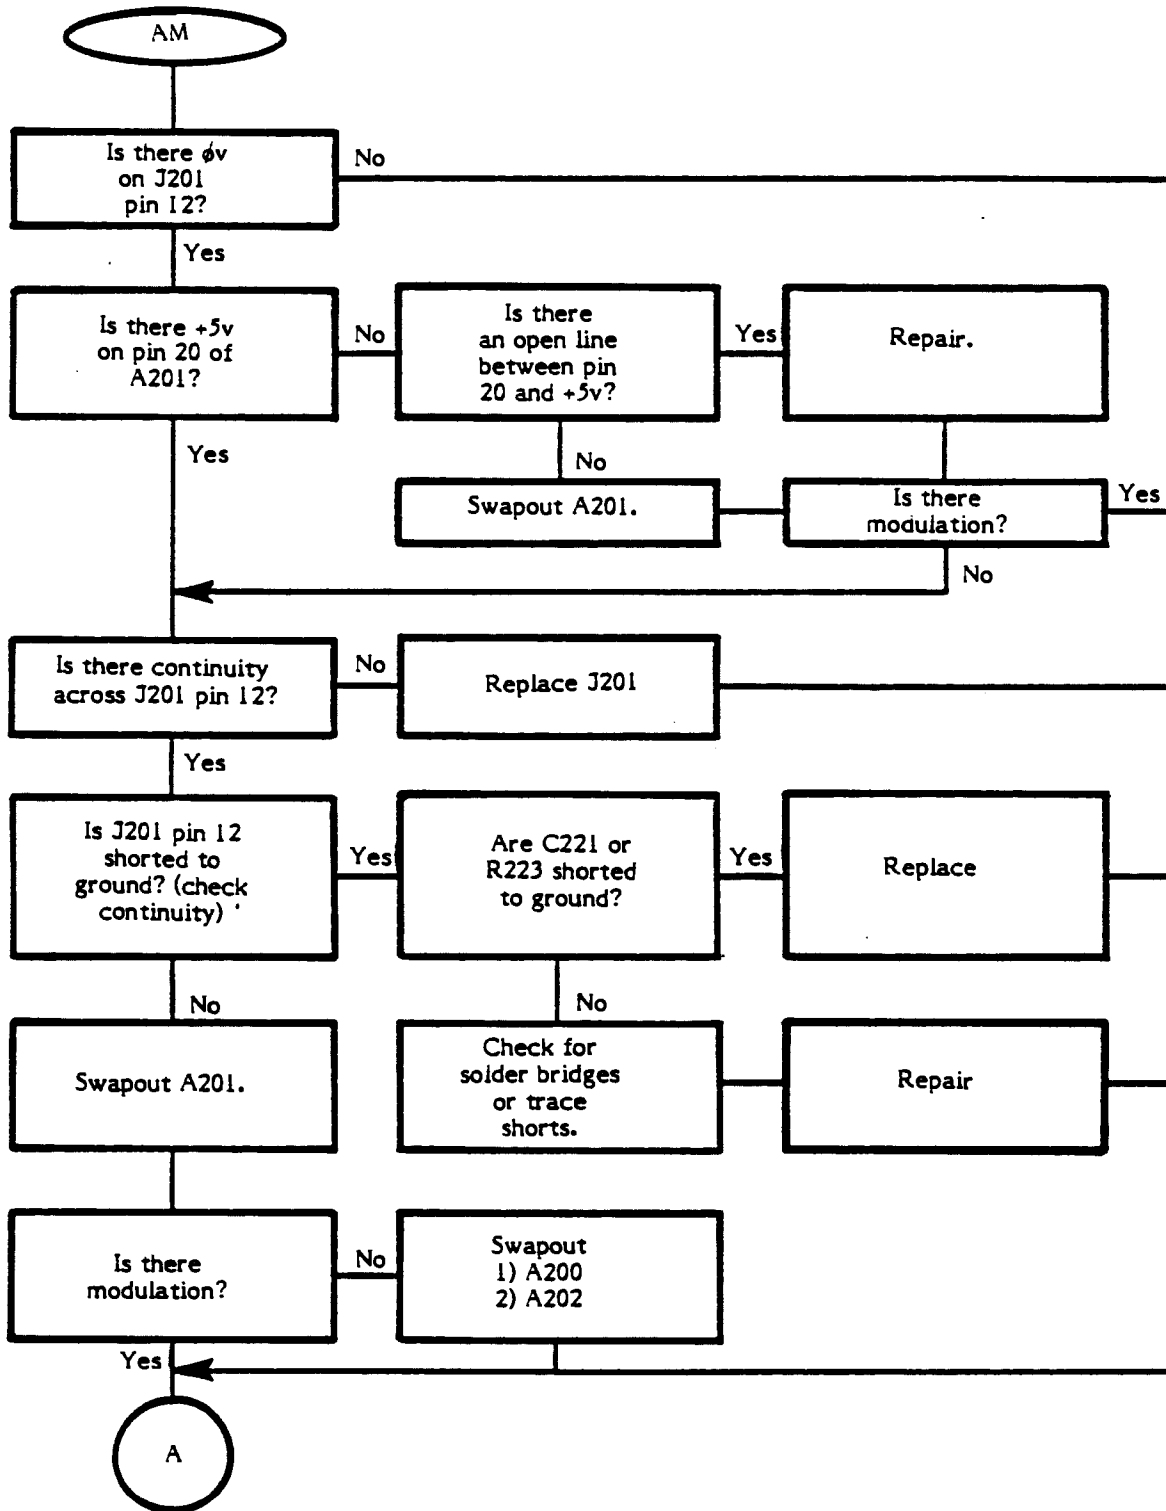 AM
Is there ϕv
on J201
pin 12?
No
Yes
Is there +5v
on pin 20 of
A201?
No
Is there
an open line
between pin
20 and +5v?
Yes
Repair.
Yes
No
Swapout A201.
Is there
modulation?
Yes
No
Is there continuity
across J201 pin 12?
No
Replace J201
Yes
Is J201 pin 12
shorted to
ground? (check
continuity)
Yes
Are C221 or
R223 shorted
to ground?
Yes
Replace
No
No
Swapout A201.
Check for
solder bridges
or trace
shorts.
Repair
Is there
modulation?
No
Swapout
1) A200
2) A202
Yes
A